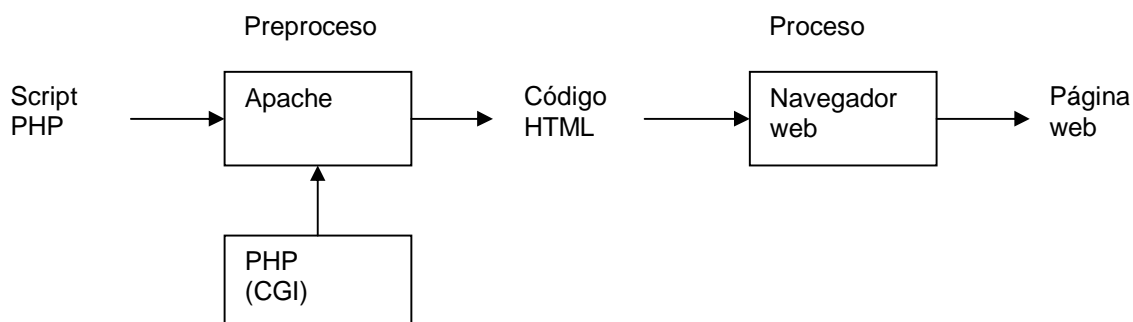 Preproceso
Proceso
Script
PHP
Apache
Código
HTML
Navegador
web
Página
web
PHP
(CGI)